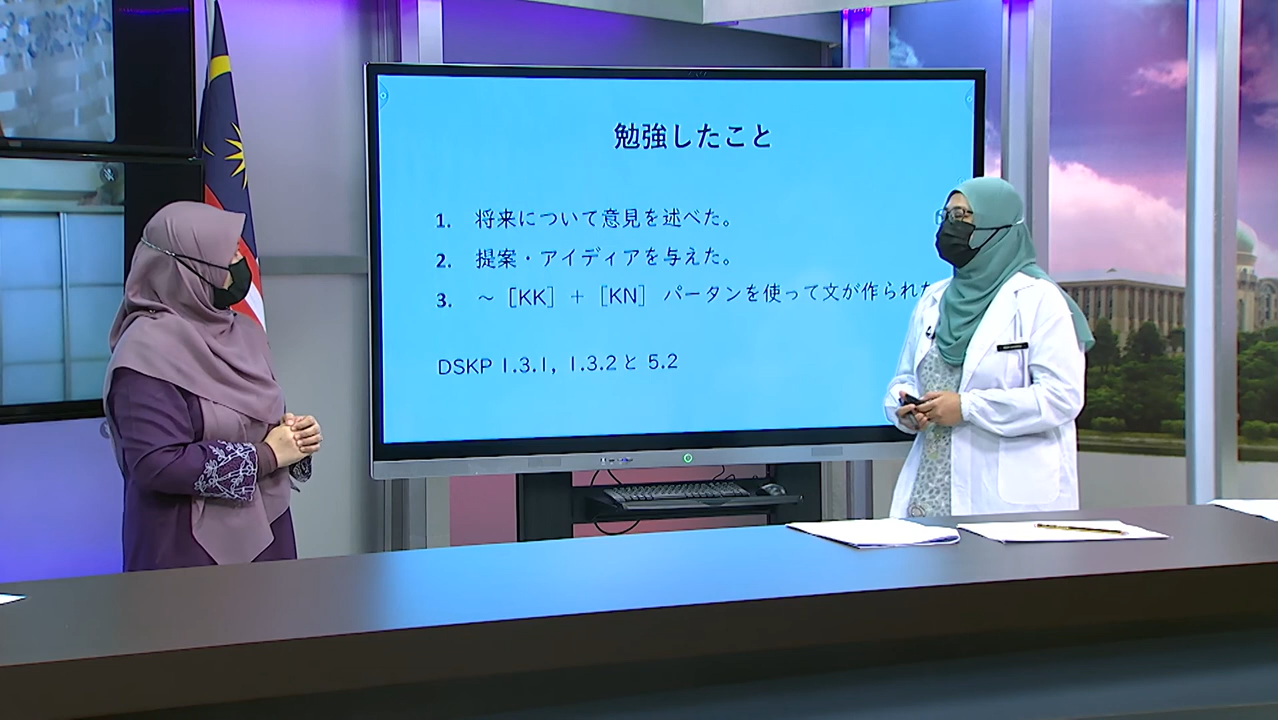 勉強したこと
1. 将来について意見を述べた。
2. 提案・アイディアを与えた。
3. ~ [KK] + [KN] パータンを使って文が作られた
DSKP 1.3.1, 1.3.2と 5.2